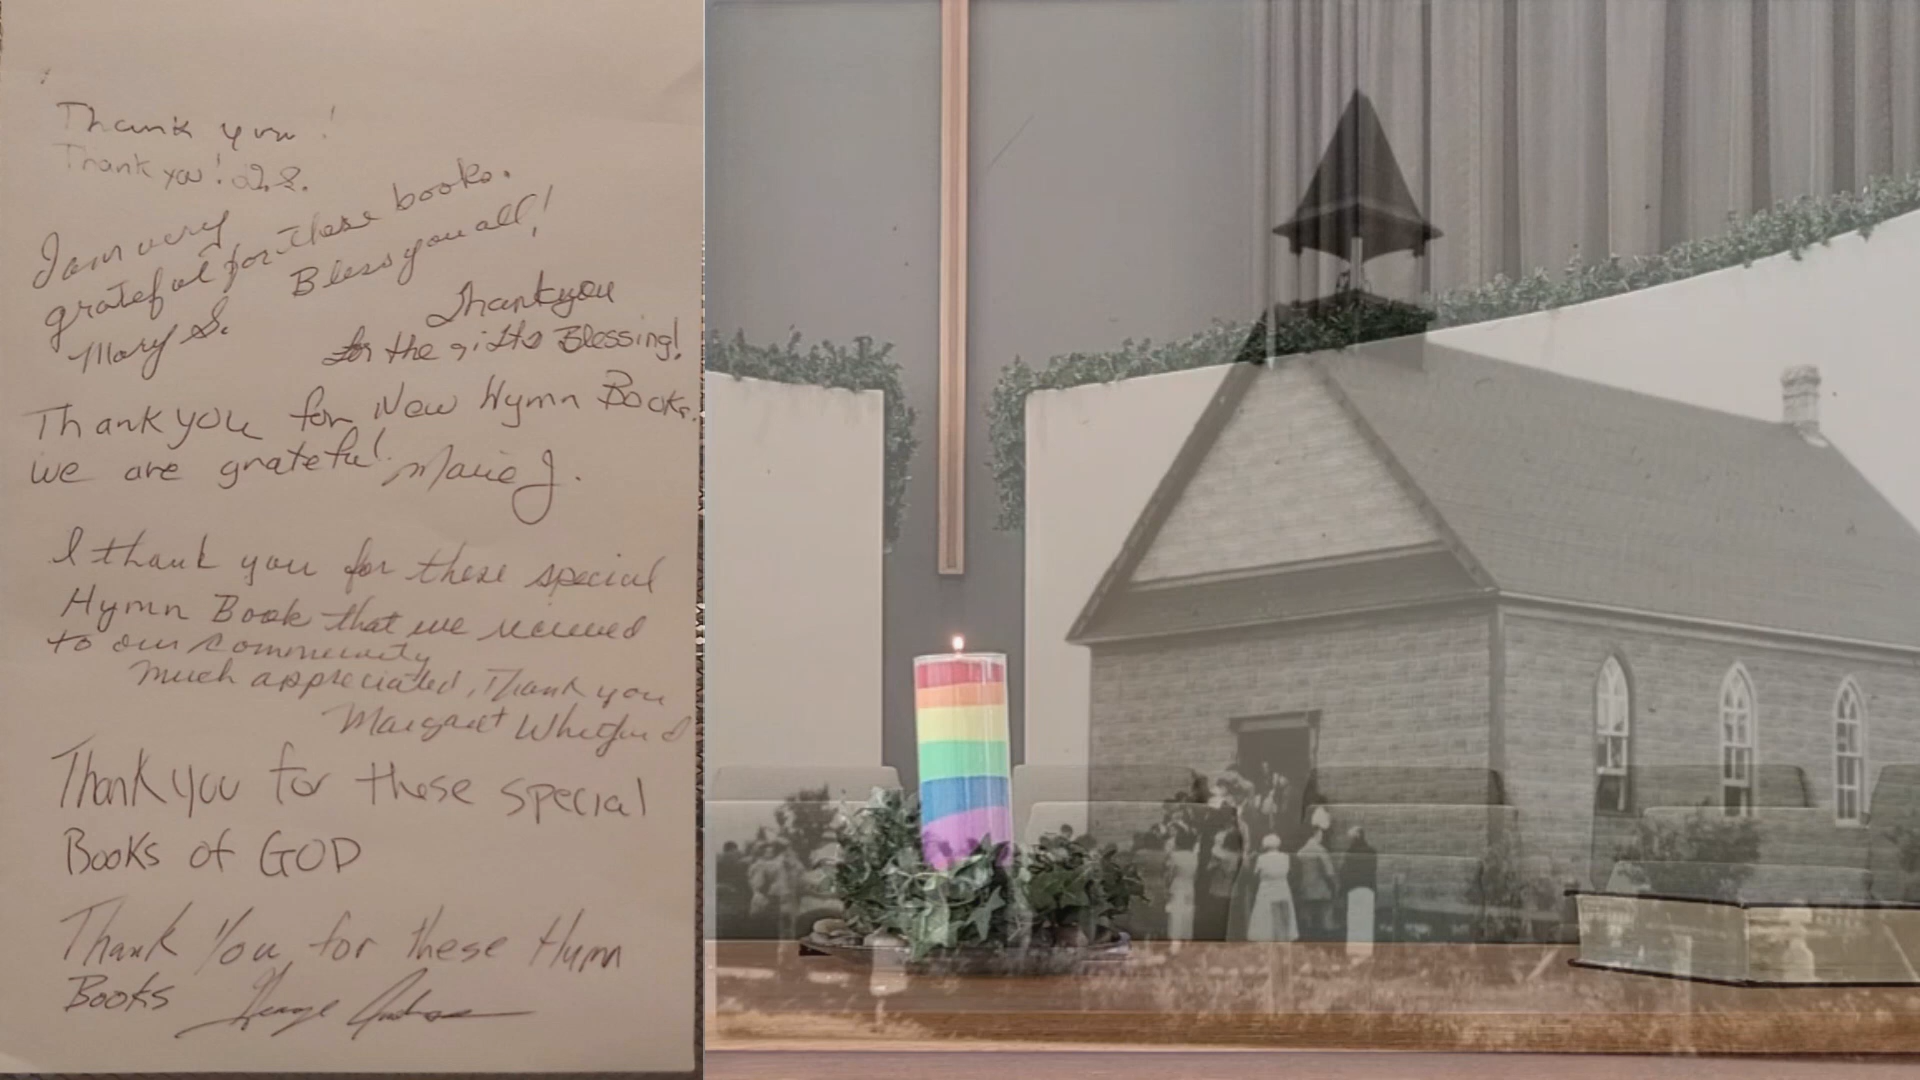 Thank you!
Thank you! J.S.
I am very
grateful for these books.
Mary S. Bless you all!
Thank you
for the gifts Blessing!
Thank you for New Hymn Books.
we are grateful! Marie J.
I thank you for these special
Hymn Book that we received
to our community
much appreciated, Thank you
Margaret
Thank you for these special
Books of GOD
Thank You, for these Hymn
Books George